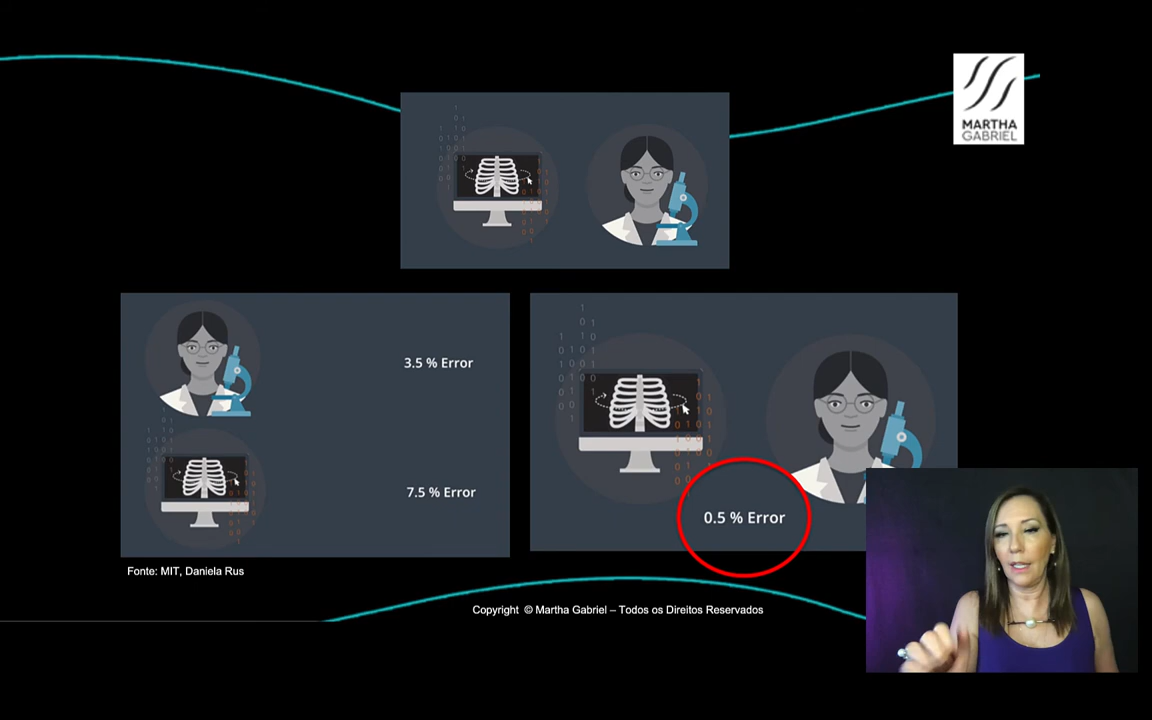 MARTHA
GABRIEL
3.5 % Error
7.5 % Error
0.5 % Error
Fonte: MIT, Daniela Rus
Copyright © Martha Gabriel – Todos os Direitos Reservados